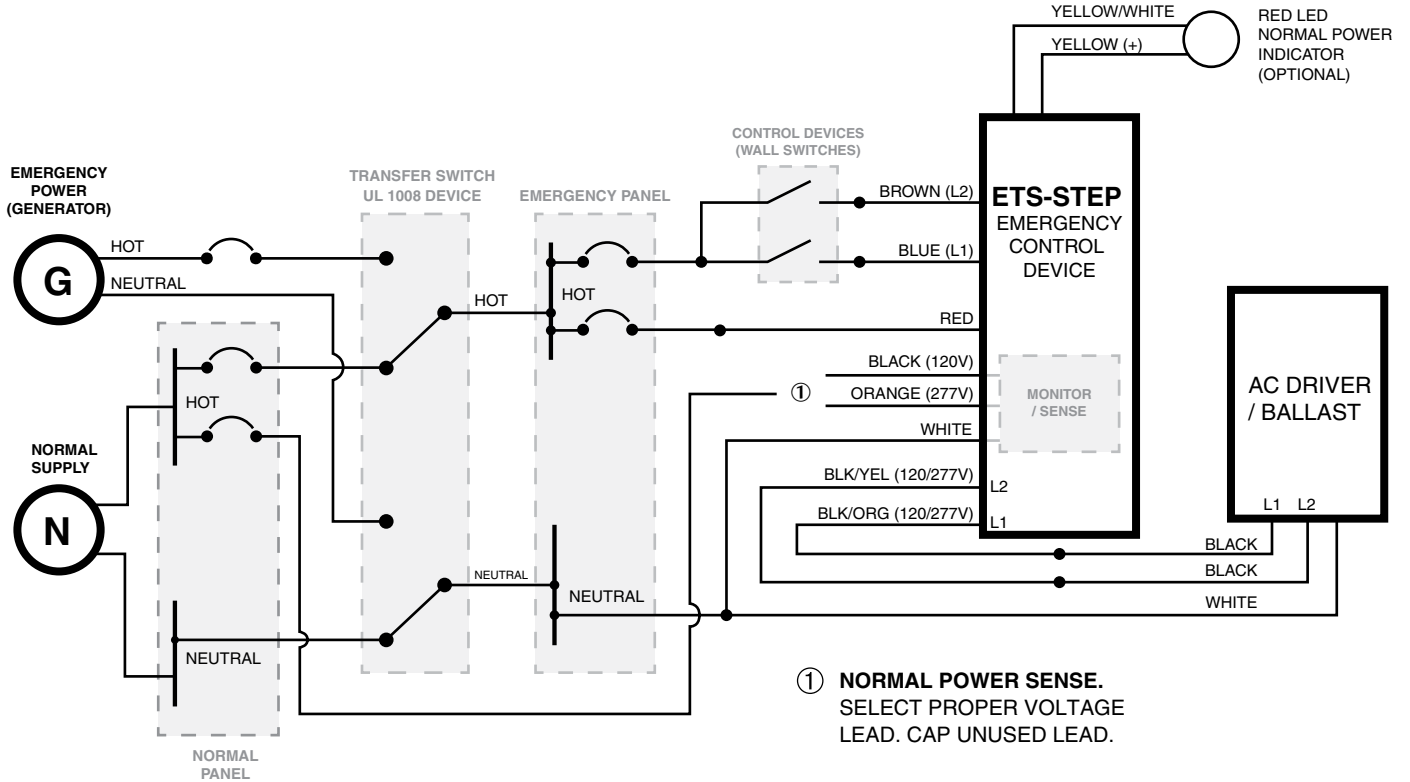 YELLOW/WHITE
YELLOW (+)
RED LED
NORMAL POWER
INDICATOR
(OPTIONAL)
CONTROL DEVICES
(WALL SWITCHES)
EMERGENCY
POWER
(GENERATOR)
G
HOT
NEUTRAL
TRANSFER SWITCH
UL 1008 DEVICE
EMERGENCY PANEL
HOT
HOT
NEUTRAL
NEUTRAL
BROWN (L2)
BLUE (L1)
RED
BLACK (120V)
①
ORANGE (277V)
WHITE
BLK/YEL (120/277V)
BLK/ORG (120/277V)
ETS-STEP
EMERGENCY
CONTROL
DEVICE
MONITOR
/ SENSE
L2
L1
AC DRIVER
/ BALLAST
L1 L2
BLACK
BLACK
WHITE
NORMAL
SUPPLY
N
HOT
NEUTRAL
NORMAL
PANEL
① NORMAL POWER SENSE.
SELECT PROPER VOLTAGE
LEAD. CAP UNUSED LEAD.